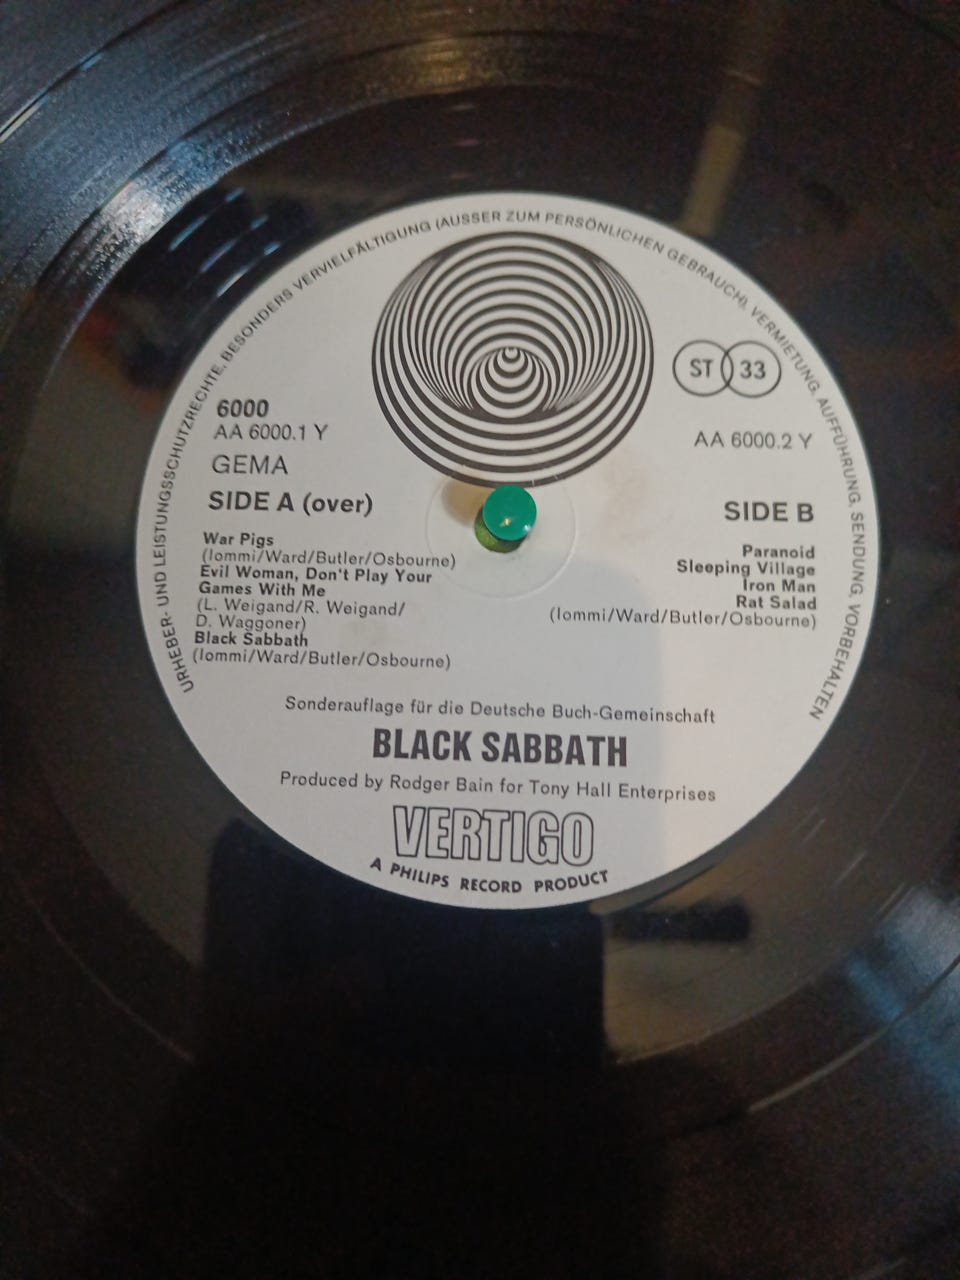 URHEBER- UND LEISTUNGSSCHUTZRECHTE, BESONDERS VERVIELFÄLTIGUNG (AUSSER ZUM PERSÖNLICHEN GEBRAUCH), VERMIETUNG, AUFFÜHRUNG, SENDUNG, VORBEHALTEN
ST 33
6000
AA 6000.1 Y
GEMA
SIDE A (over)
War Pigs
(Iommi/Ward/Butler/Osbourne)
Evil Woman, Don't Play Your
Games With Me
(L. Weigand/R. Weigand/
D. Waggoner)
Black Sabbath
(Iommi/Ward/Butler/Osbourne)
AA 6000.2 Y
SIDE B
Paranoid
Sleeping Village
Iron Man
Rat Salad
(Iommi/Ward/Butler/Osbourne)
Sonderauflage für die Deutsche Buch-Gemeinschaft
BLACK SABBATH
Produced by Rodger Bain for Tony Hall Enterprises
VERTIGO
A PHILIPS RECORD PRODUCT